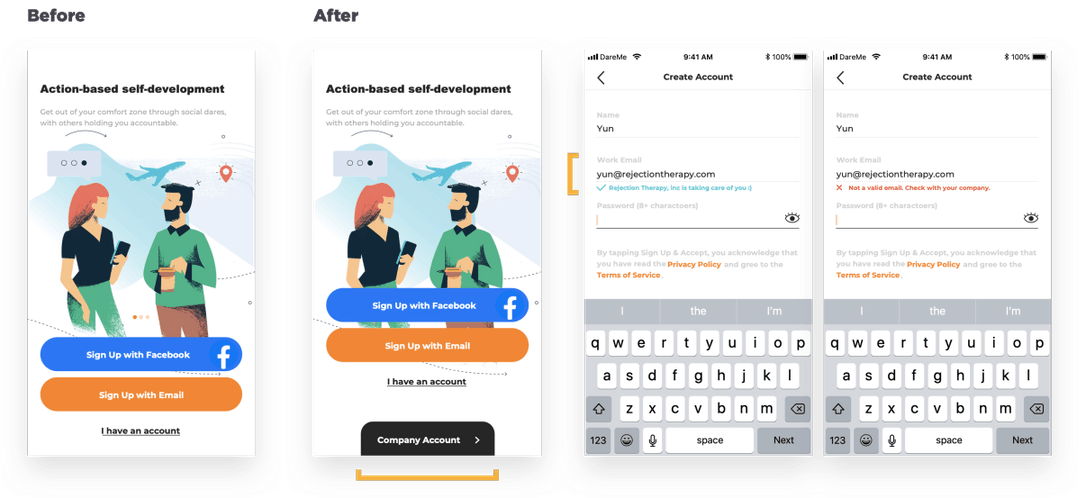 Before
After
Action-based self-development
Get out of your comfort zone through social dares,
with others holding you accountable.
Sign Up with Facebook
Sign Up with Email
I have an account
Action-based self-development
Get out of your comfort zone through social dares,
with others holding you accountable.
Sign Up with Facebook
Sign Up with Email
I have an account
Company Account
DareMe 9:41 AM 100%
Create Account
Name
Yun
Work Email
yun@rejectiontherapy.com
Rejection Therapy, Inc is taking care of you :)
Password (8+ charactoers)
By tapping Sign Up & Accept, you acknowledge that
you have read the Privacy Policy and gree to the
Terms of Service.
I the I'm
q w e r t y u i o p
a s d f g h j k l
z x c v b n m
123 space Next
DareMe 9:41 AM 100%
Create Account
Name
Yun
Work Email
yun@rejectiontherapy.com
Not a valid email. Check with your company.
Password (8+ charactoers)
By tapping Sign Up & Accept, you acknowledge that
you have read the Privacy Policy and gree to the
Terms of Service.
I the I'm
q w e r t y u i o p
a s d f g h j k l
z x c v b n m
123 space Next